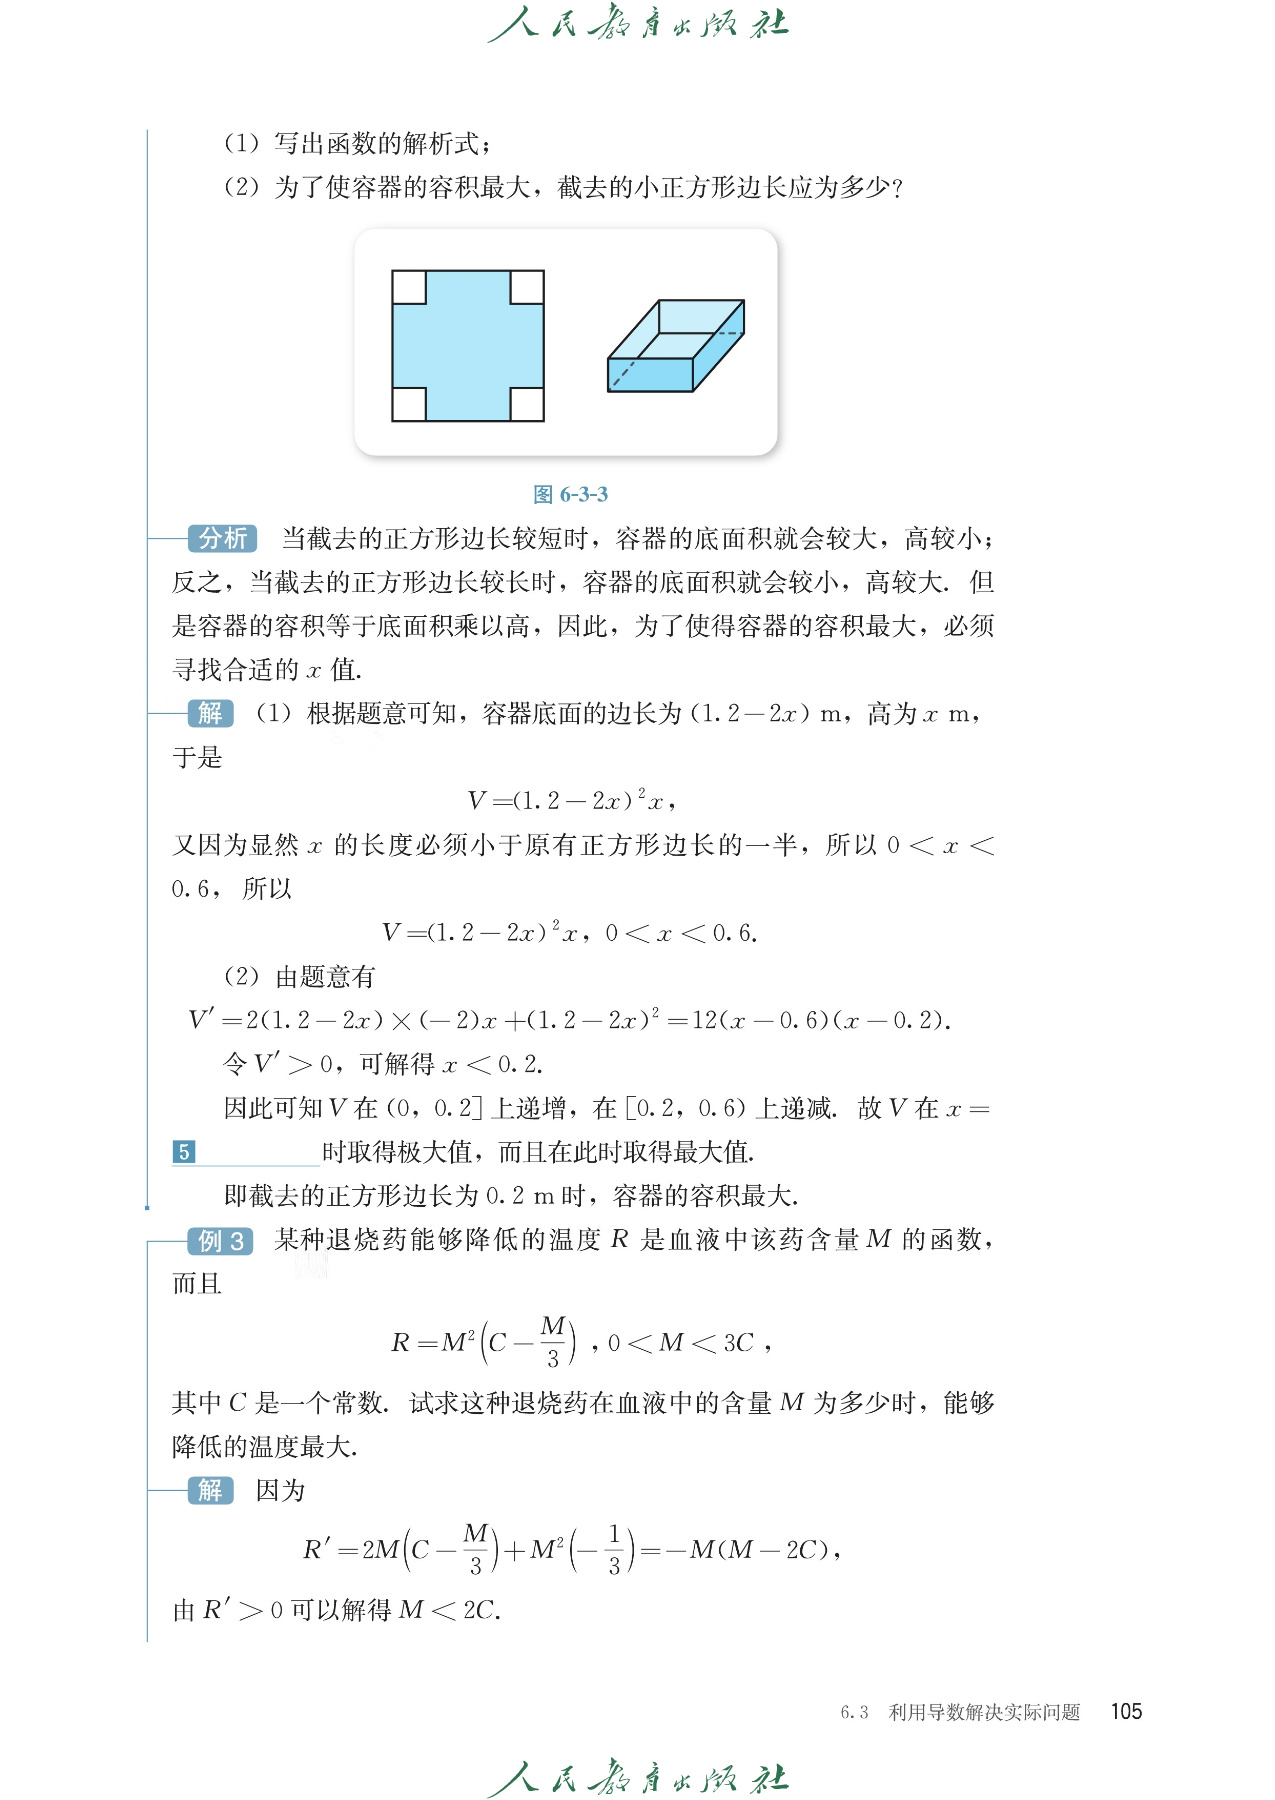 人民教育出版社
（1）写出函数的解析式；
（2）为了使容器的容积最大，截去的小正方形边长应为多少？
图 6-3-3
分析 当截去的正方形边长较短时，容器的底面积就会较大，高较小；
反之，当截去的正方形边长较长时，容器的底面积就会较小，高较大．但
是容器的容积等于底面积乘以高，因此，为了使得容器的容积最大，必须
寻找合适的 x 值．
解 （1）根据题意可知，容器底面的边长为 (1.2－2x) m，高为 x m，
于是
V＝(1.2－2x)²x，
又因为显然 x 的长度必须小于原有正方形边长的一半，所以 0＜x＜
0.6，所以
V＝(1.2－2x)²x，0＜x＜0.6．
（2）由题意有
V′＝2(1.2－2x)×(－2)x＋(1.2－2x)²＝12(x－0.6)(x－0.2)．
令 V′＞0，可解得 x＜0.2．
因此可知 V 在 (0，0.2] 上递增，在 [0.2，0.6) 上递减．故 V 在 x＝
5 ________ 时取得极大值，而且在此时取得最大值．
即截去的正方形边长为 0.2 m 时，容器的容积最大．
例 3 某种退烧药能够降低的温度 R 是血液中该药含量 M 的函数，
而且
R＝M²(C－M/3)，0＜M＜3C，
其中 C 是一个常数．试求这种退烧药在血液中的含量 M 为多少时，能够
降低的温度最大．
解 因为
R′＝2M(C－M/3)＋M²(－1/3)＝－M(M－2C)，
由 R′＞0 可以解得 M＜2C．
6.3 利用导数解决实际问题 105
人民教育出版社